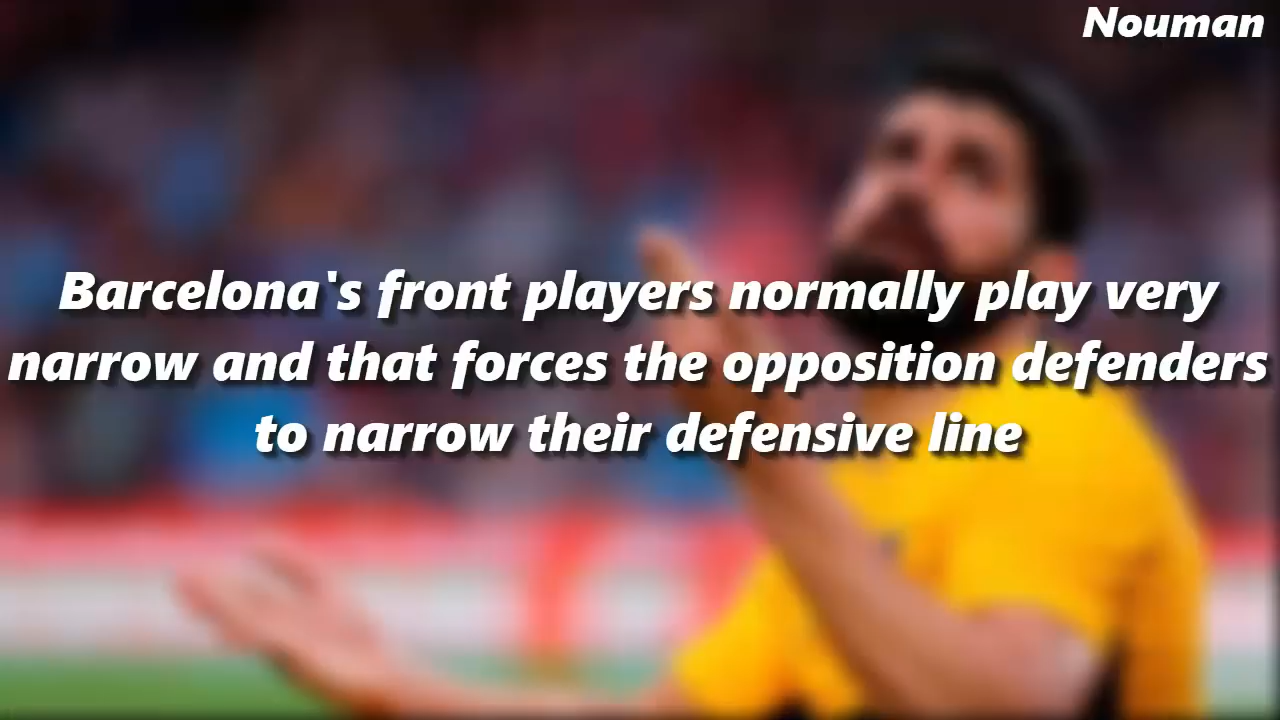 Nouman
Barcelona's front players normally play very
narrow and that forces the opposition defenders
to narrow their defensive line